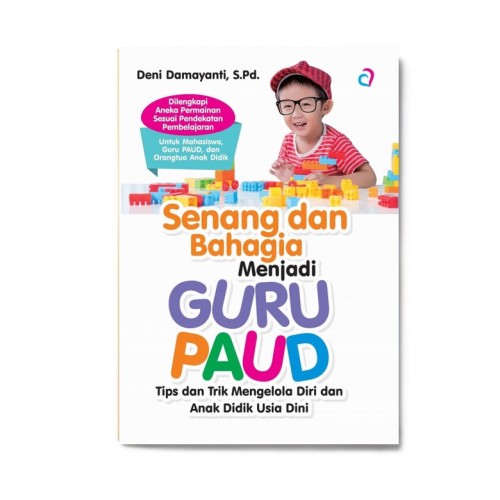 Deni Damayanti, S.Pd.
Dilengkapi
Aneka Permainan
Sesuai Pendekatan
Pembelajaran
Untuk Mahasiswa,
Guru PAUD, dan
Orangtua Anak Didik
Senang dan
Bahagia
Menjadi
GURU
PAUD
Tips dan Trik Mengelola Diri dan
Anak Didik Usia Dini